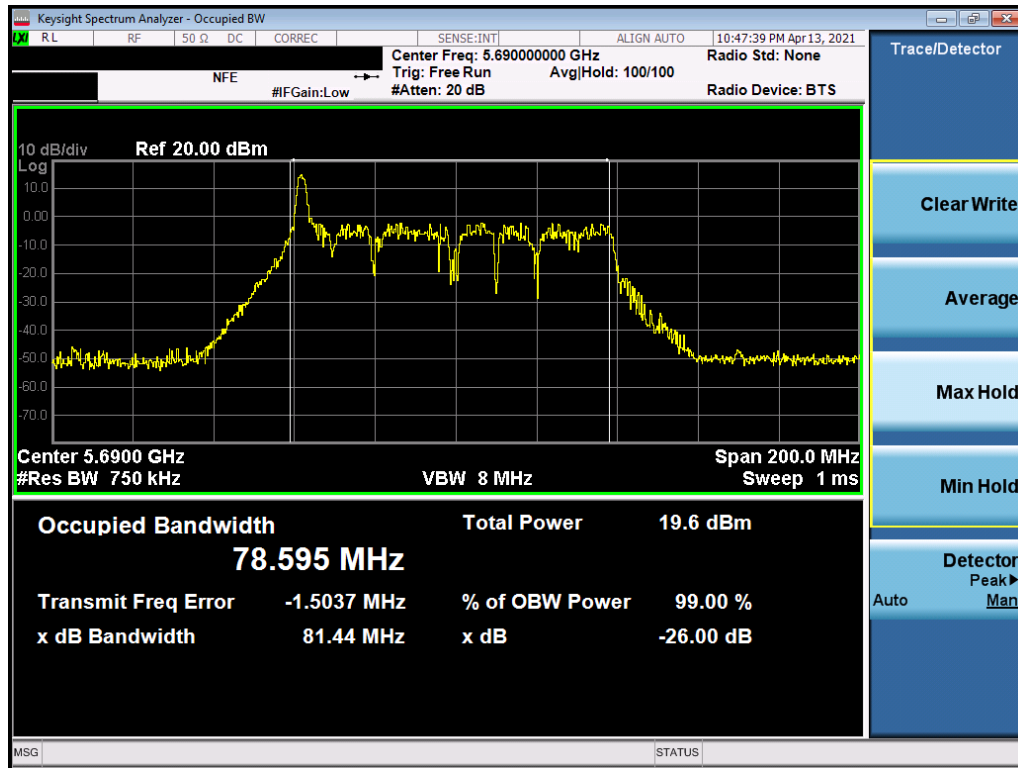 Keysight Spectrum Analyzer - Occupied BW
LXI RL RF 50 Ω DC CORREC SENSE:INT ALIGN AUTO 10:47:39 PM Apr 13, 2021
Center Freq: 5.690000000 GHz Radio Std: None
NFE Trig: Free Run Avg|Hold: 100/100
#IFGain:Low #Atten: 20 dB Radio Device: BTS
Trace/Detector
10 dB/div Ref 20.00 dBm
Log
10.0
0.00
-10.0
-20.0
-30.0
-40.0
-50.0
-60.0
-70.0
Center 5.6900 GHz Span 200.0 MHz
#Res BW 750 kHz VBW 8 MHz Sweep 1 ms
Occupied Bandwidth Total Power 19.6 dBm
78.595 MHz
Transmit Freq Error -1.5037 MHz % of OBW Power 99.00 %
x dB Bandwidth 81.44 MHz x dB -26.00 dB
Clear Write
Average
Max Hold
Min Hold
Detector
Peak▶
Auto Man
MSG STATUS